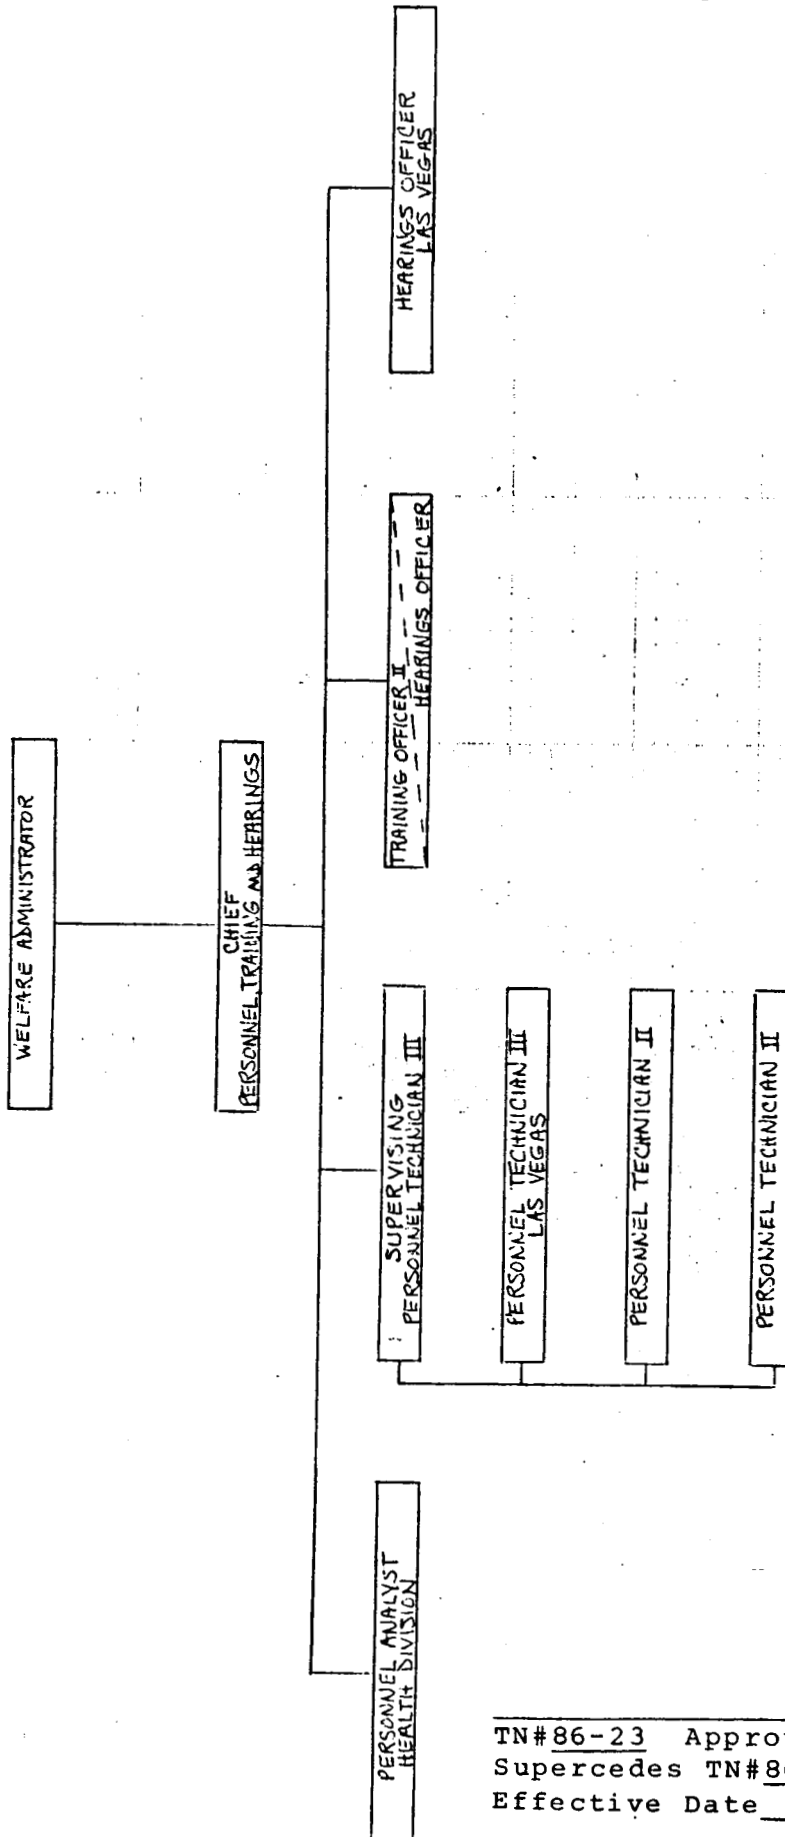 WELFARE ADMINISTRATOR
CHIEF
PERSONNEL, TRAINING AND HEARINGS
PERSONNEL ANALYST
HEALTH DIVISION
SUPERVISING
PERSONNEL TECHNICIAN III
PERSONNEL TECHNICIAN III
LAS VEGAS
PERSONNEL TECHNICIAN II
PERSONNEL TECHNICIAN II
TRAINING OFFICER II
HEARINGS OFFICER
HEARINGS OFFICER
LAS VEGAS
TN#86-23 Appro
Supercedes TN#8
Effective Date